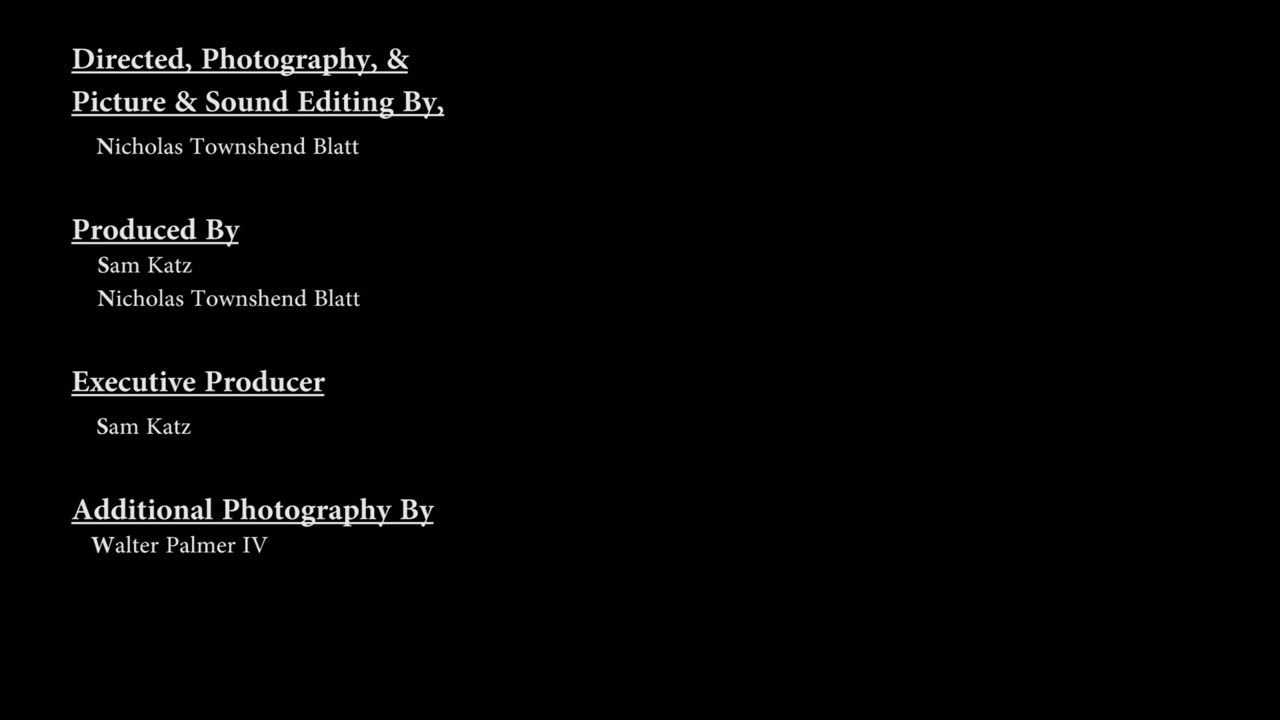 Directed, Photography, &
Picture & Sound Editing By,
Nicholas Townshend Blatt
Produced By
Sam Katz
Nicholas Townshend Blatt
Executive Producer
Sam Katz
Additional Photography By
Walter Palmer IV